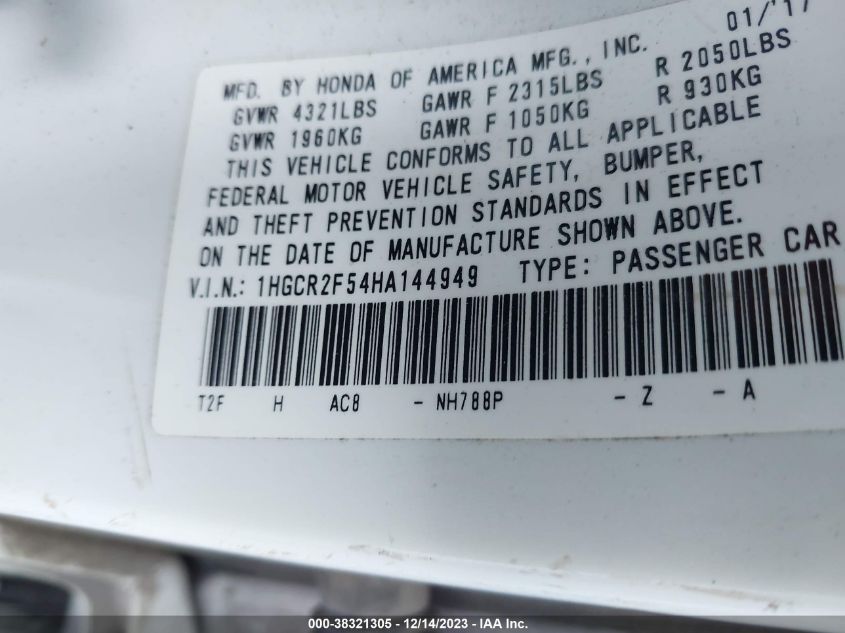 01/'17
MFD. BY HONDA OF AMERICA MFG., INC.
GVWR 4321LBS GAWR F 2315LBS R 2050LBS
GVWR 1960KG GAWR F 1050KG R 930KG
THIS VEHICLE CONFORMS TO ALL APPLICABLE
FEDERAL MOTOR VEHICLE SAFETY, BUMPER,
AND THEFT PREVENTION STANDARDS IN EFFECT
ON THE DATE OF MANUFACTURE SHOWN ABOVE.
V.I.N.: 1HGCR2F54HA144949 TYPE: PASSENGER CAR
T2F H AC8 - NH788P - Z - A
000-38321305 - 12/14/2023 - IAA Inc.